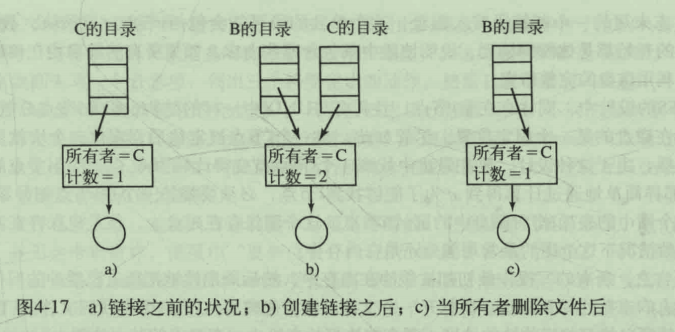 C的目录
B的目录
C的目录
B的目录
所有者=C
计数=1
所有者=C
计数=2
所有者=C
计数=1
a)
b)
c)
图4-17 a) 链接之前的状况；b) 创建链接之后；c) 当所有者删除文件后